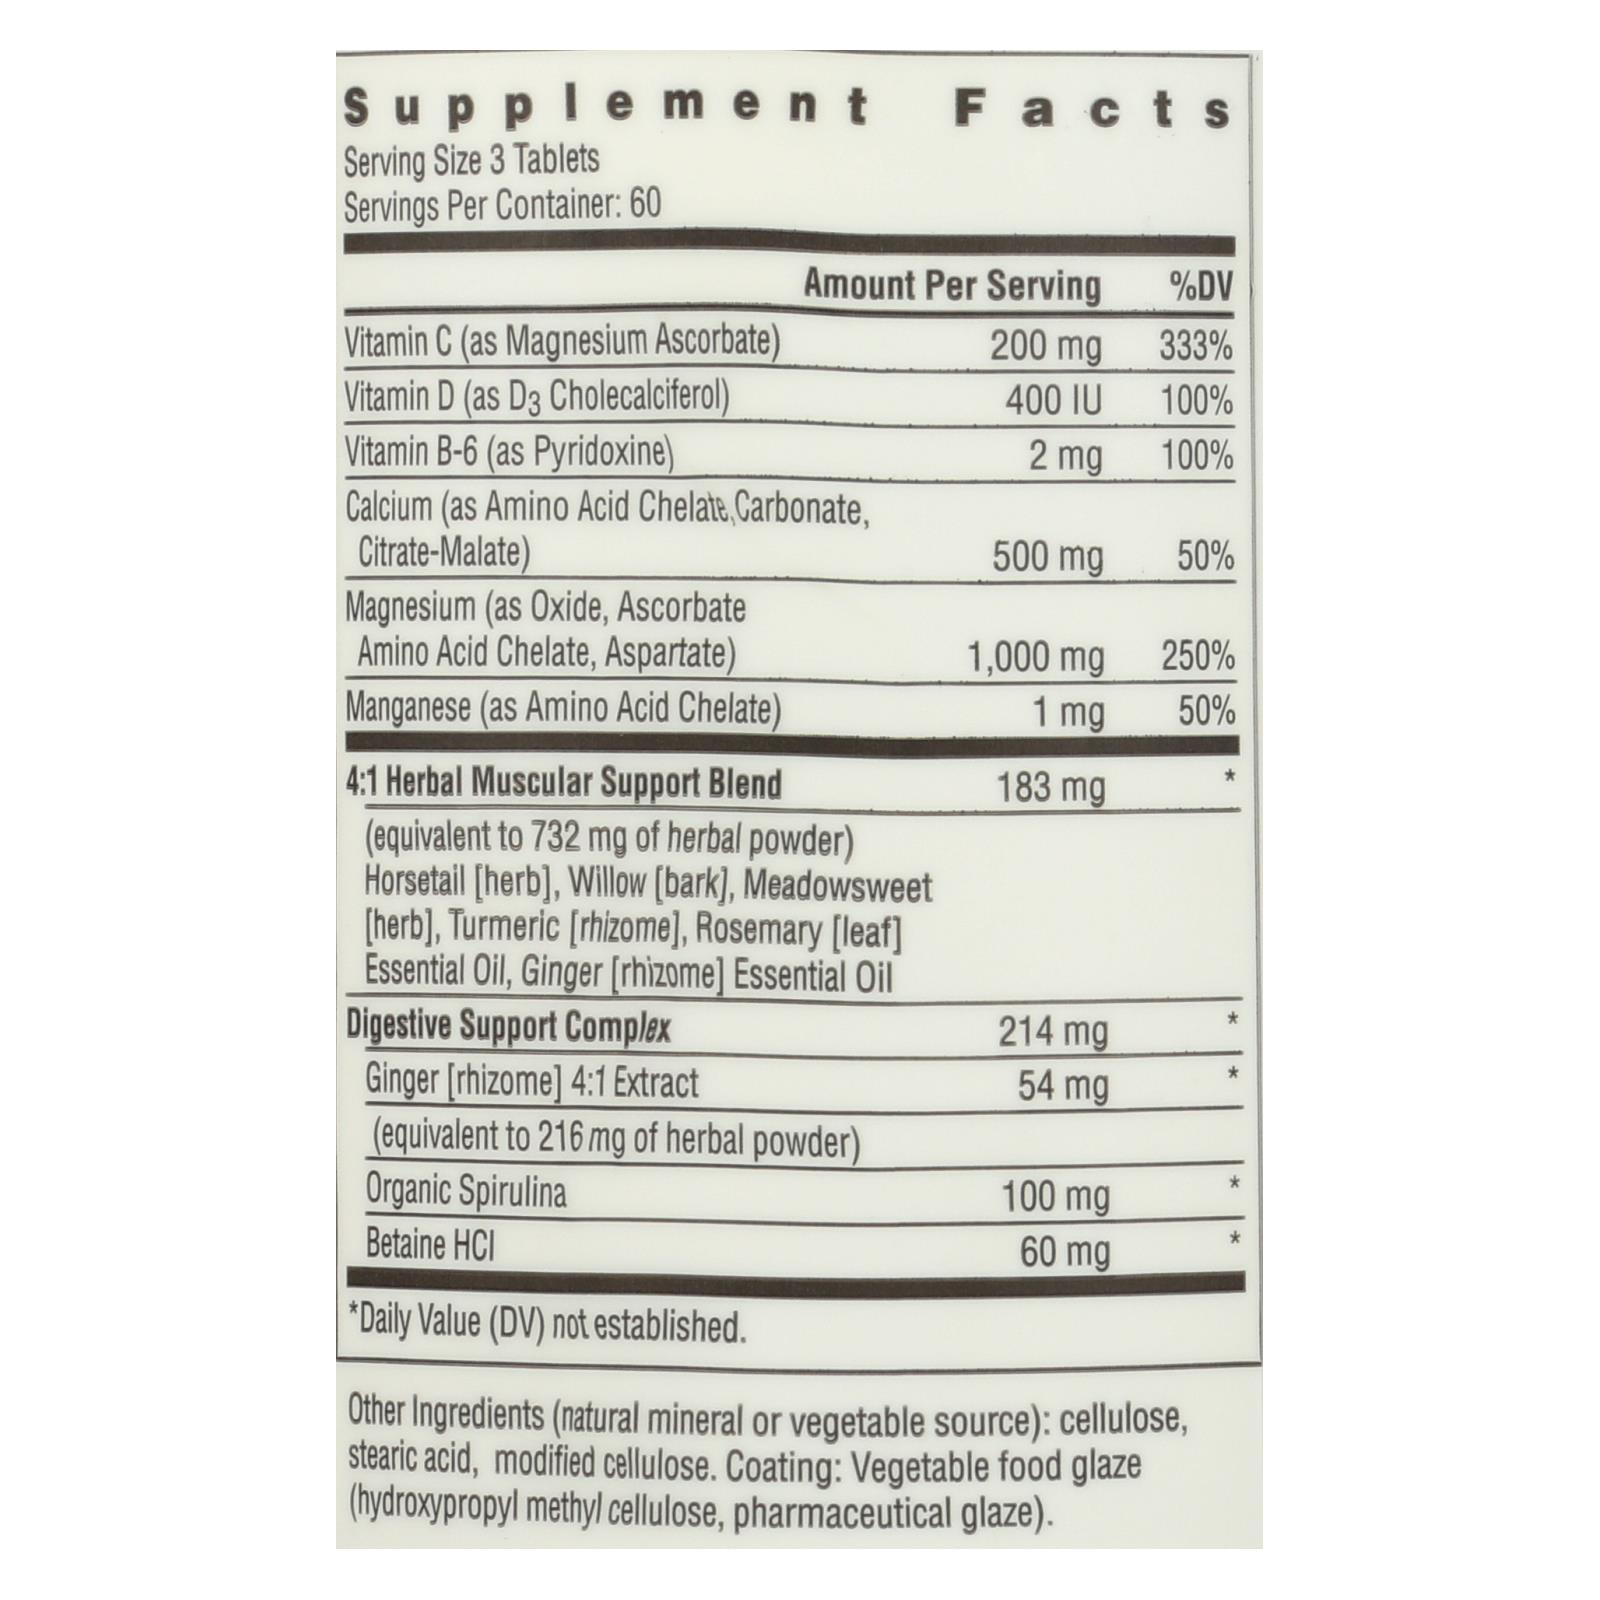 Supplement Facts
Serving Size 3 Tablets
Servings Per Container: 60
Amount Per Serving %DV
Vitamin C (as Magnesium Ascorbate) 200 mg 333%
Vitamin D (as D3 Cholecalciferol) 400 IU 100%
Vitamin B-6 (as Pyridoxine) 2 mg 100%
Calcium (as Amino Acid Chelate, Carbonate,
Citrate-Malate) 500 mg 50%
Magnesium (as Oxide, Ascorbate
Amino Acid Chelate, Aspartate) 1,000 mg 250%
Manganese (as Amino Acid Chelate) 1 mg 50%
4:1 Herbal Muscular Support Blend 183 mg *
(equivalent to 732 mg of herbal powder)
Horsetail [herb], Willow [bark], Meadowsweet
[herb], Turmeric [rhizome], Rosemary [leaf]
Essential Oil, Ginger [rhizome] Essential Oil
Digestive Support Complex 214 mg *
Ginger [rhizome] 4:1 Extract 54 mg *
(equivalent to 216 mg of herbal powder)
Organic Spirulina 100 mg *
Betaine HCl 60 mg *
*Daily Value (DV) not established.
Other Ingredients (natural mineral or vegetable source): cellulose,
stearic acid, modified cellulose. Coating: Vegetable food glaze
(hydroxypropyl methyl cellulose, pharmaceutical glaze).